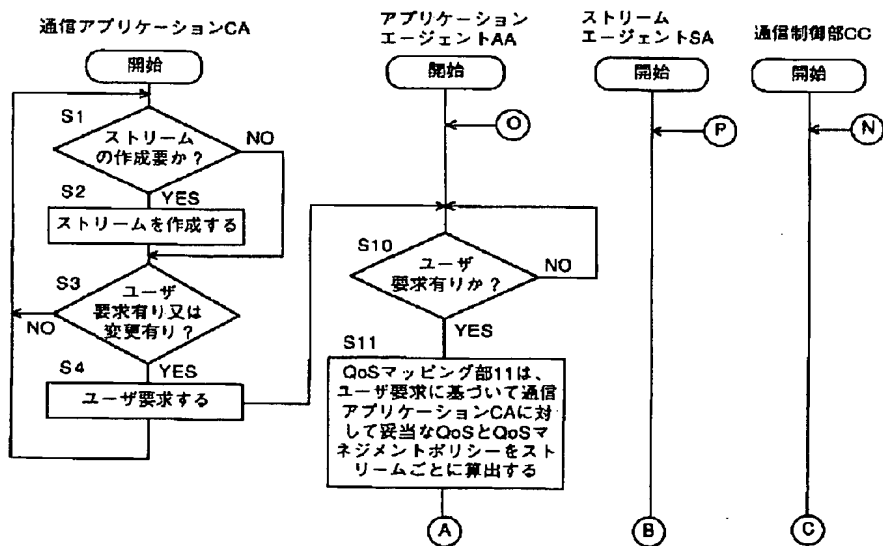 通信アプリケーションCA
開始
S1
ストリーム
の作成要か？
NO
S2
YES
ストリームを作成する
S3
ユーザ
要求有り又は
変更有り？
NO
S4
YES
ユーザ要求する
アプリケーション
エージェントAA
開始
O
S10
ユーザ
要求有りか？
NO
S11
YES
QoSマッピング部11は、
ユーザ要求に基づいて通信
アプリケーションCAに対
して妥当なQoSとQoSマ
ネジメントポリシーをスト
リームごとに算出する
A
ストリーム
エージェントSA
開始
P
B
通信制御部CC
開始
N
C